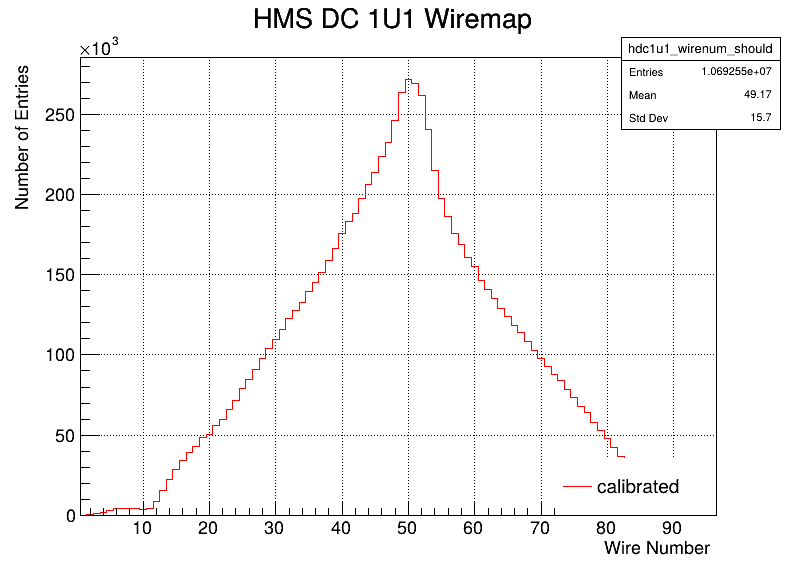 HMS DC 1U1 Wiremap
×10³
hdc1u1_wirenum_should
Entries 1.069255e+07
Mean 49.17
Std Dev 15.7
Number of Entries
250
200
150
100
50
0
calibrated
10 20 30 40 50 60 70 80 90
Wire Number